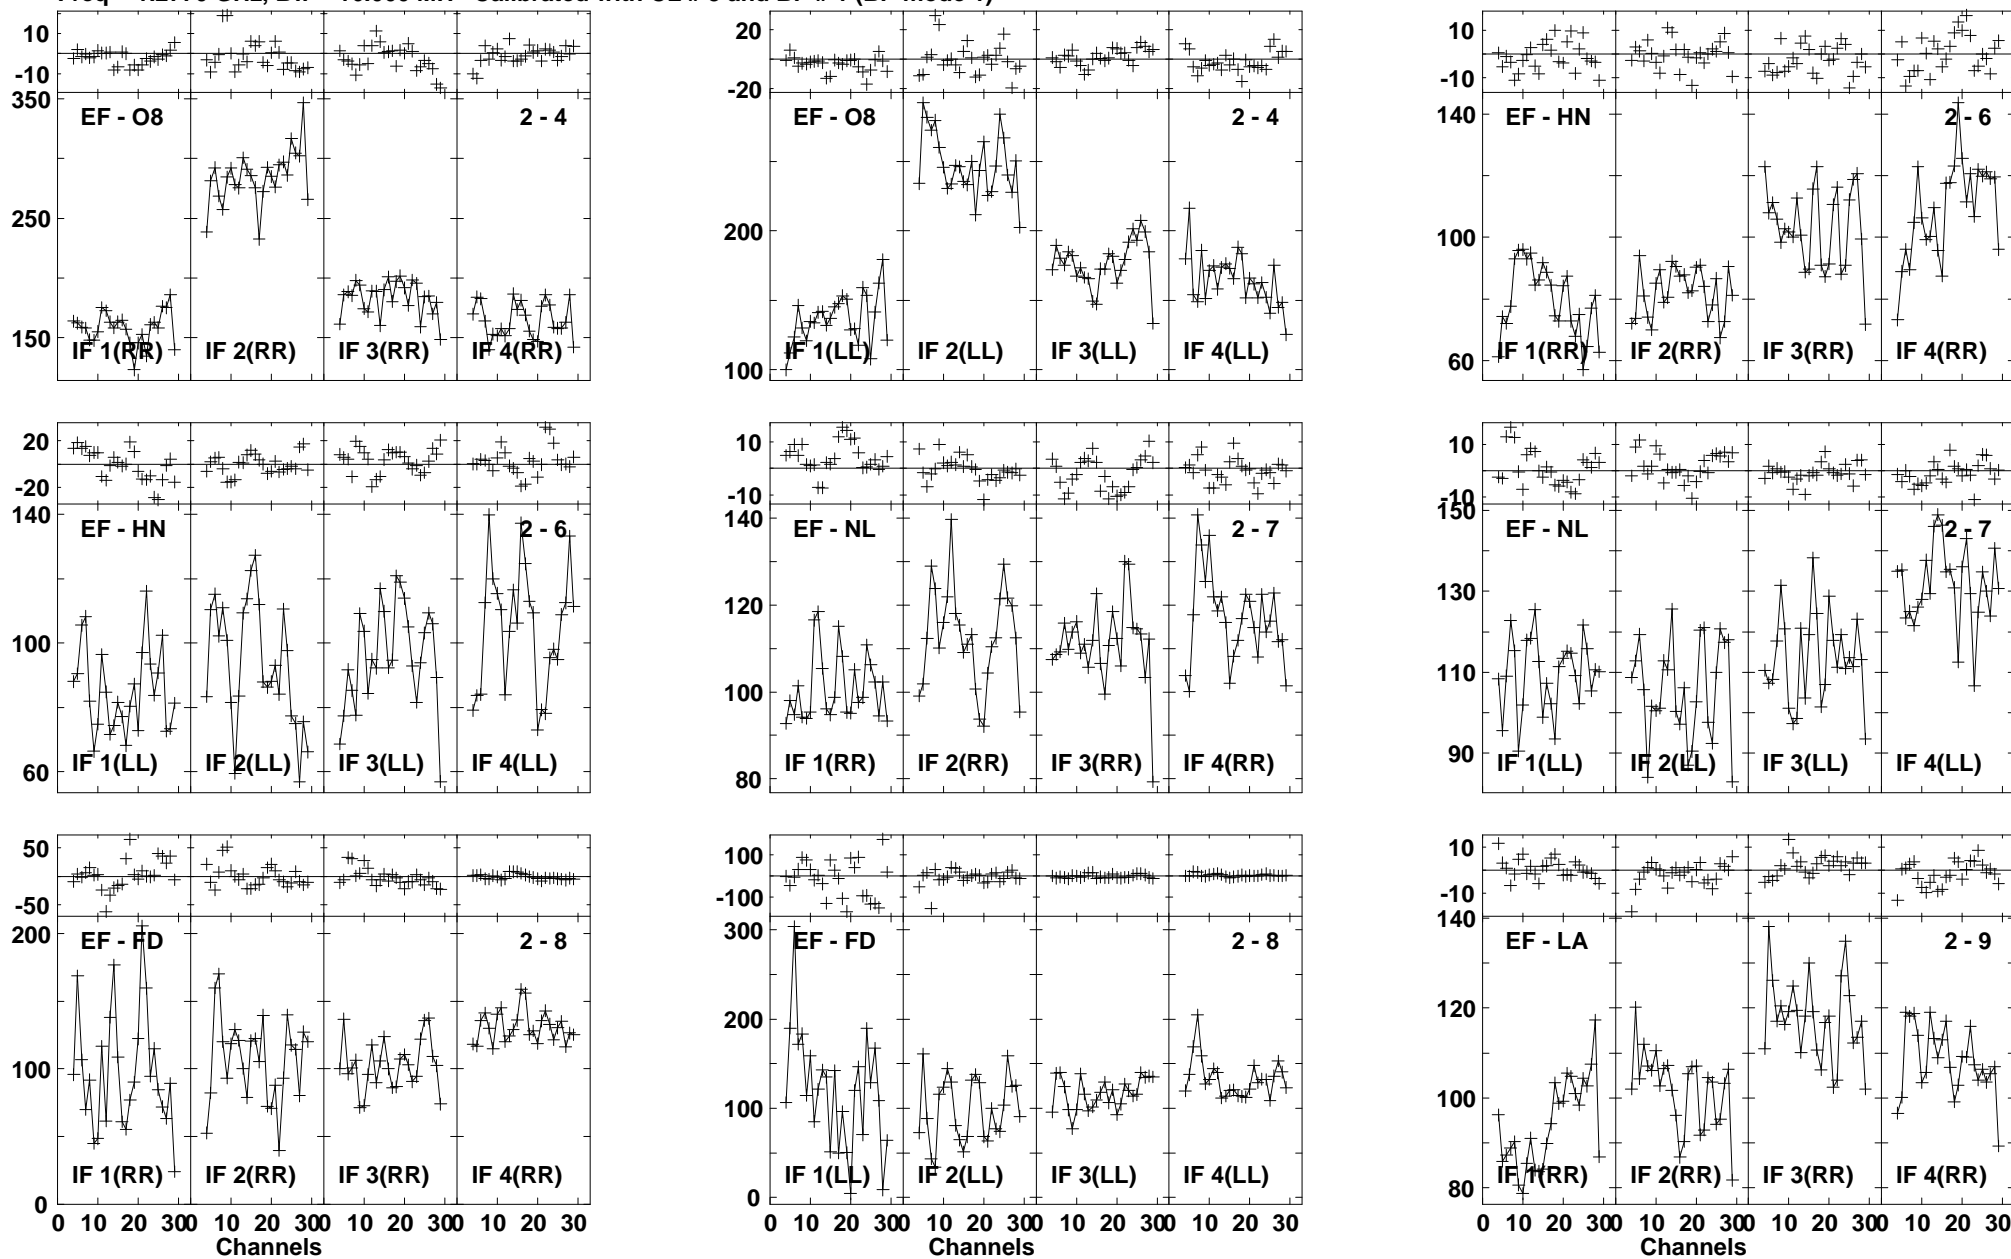 10
-10
350
250
150
EF - O8
2 - 4
IF 1(RR)
IF 2(RR)
IF 3(RR)
IF 4(RR)
20
-20
200
100
EF - O8
2 - 4
IF 1(LL)
IF 2(LL)
IF 3(LL)
IF 4(LL)
10
-10
140
100
60
EF - HN
2 - 6
IF 1(RR)
IF 2(RR)
IF 3(RR)
IF 4(RR)
20
-20
140
100
60
EF - HN
2 - 6
IF 1(LL)
IF 2(LL)
IF 3(LL)
IF 4(LL)
10
-10
140
120
100
80
EF - NL
2 - 7
IF 1(RR)
IF 2(RR)
IF 3(RR)
IF 4(RR)
10
-10
150
130
110
90
EF - NL
2 - 7
IF 1(LL)
IF 2(LL)
IF 3(LL)
IF 4(LL)
50
-50
200
100
0
EF - FD
2 - 8
IF 1(RR)
IF 2(RR)
IF 3(RR)
IF 4(RR)
0 10 20 30 0 10 20 30 0 10 20 30 0 10 20 30
Channels
100
-100
300
200
100
0
EF - FD
2 - 8
IF 1(LL)
IF 2(LL)
IF 3(LL)
IF 4(LL)
0 10 20 30 0 10 20 30 0 10 20 30 0 10 20 30
Channels
10
-10
140
120
100
80
EF - LA
2 - 9
IF 1(RR)
IF 2(RR)
IF 3(RR)
IF 4(RR)
0 10 20 30 0 10 20 30 0 10 20 30 0 10 20 30
Channels